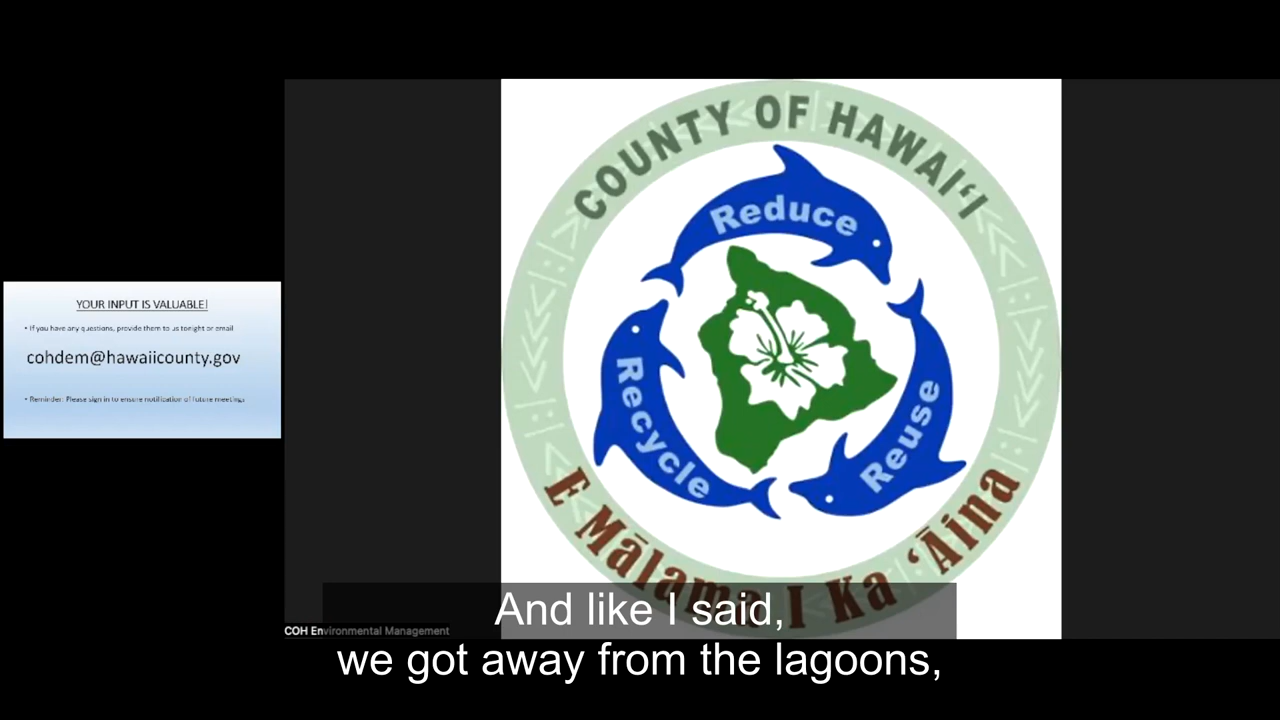 YOUR INPUT IS VALUABLE!
• If you have any questions, provide them to us tonight or email
cohdem@hawaiicounty.gov
• Reminder: Please sign in to ensure notification of future meetings
COUNTY OF HAWAIʻI
Reduce
Reuse
Recycle
E Mālama I Ka ʻĀina
COH Environmental Management
And like I said,
we got away from the lagoons,